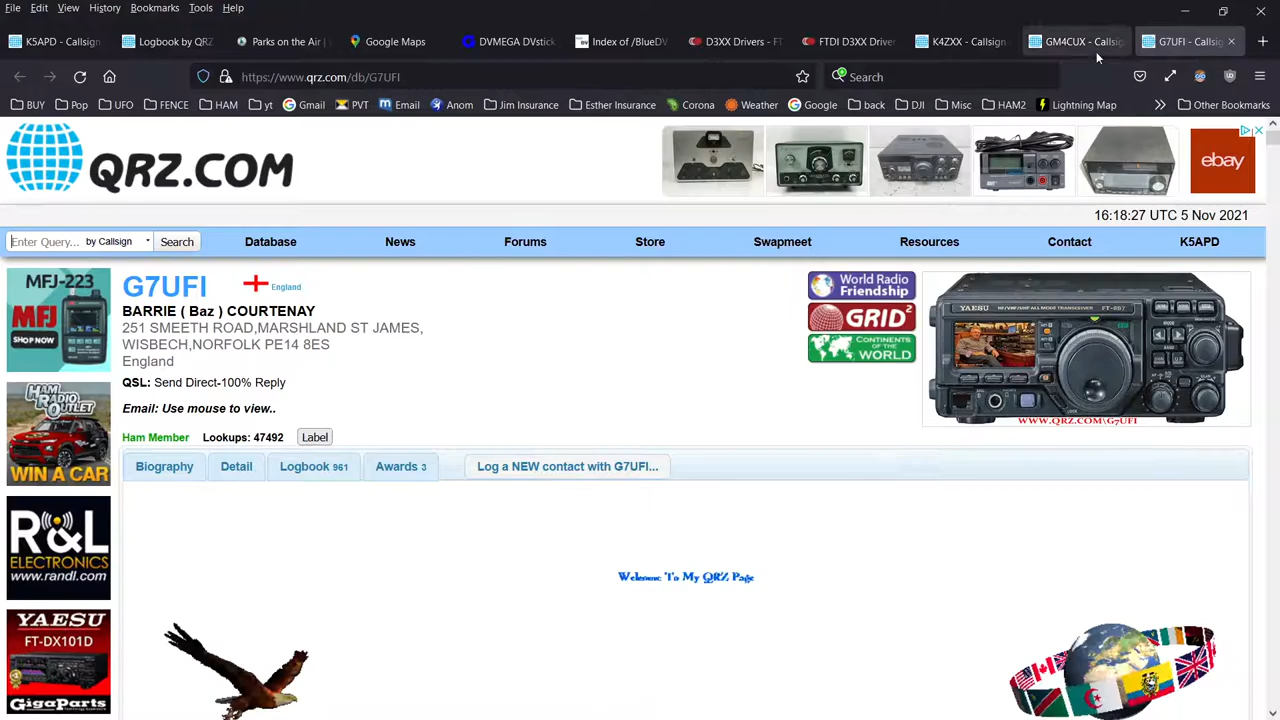 File Edit View History Bookmarks Tools Help
K5APD - Callsign
Logbook by QRZ
Parks on the Air |
Google Maps
DVMEGA DVstick
Index of /BlueDV
D3XX Drivers - FT
FTDI D3XX Driver
K4ZXX - Callsign
GM4CUX - Callsig
G7UFI - Callsig
https://www.qrz.com/db/G7UFI
Search
BUY Pop UFO FENCE HAM yt Gmail PVT Email Anom Jim Insurance Esther Insurance Corona Weather Google back DJI Misc HAM2 Lightning Map Other Bookmarks
QRZ.COM
ebay
16:18:27 UTC 5 Nov 2021
Enter Query... by Callsign Search Database News Forums Store Swapmeet Resources Contact K5APD
MFJ-223
MFJ
SHOP NOW
G7UFI England
BARRIE ( Baz ) COURTENAY
251 SMEETH ROAD,MARSHLAND ST JAMES,
WISBECH,NORFOLK PE14 8ES
England
QSL: Send Direct-100% Reply
Email: Use mouse to view..
Ham Member Lookups: 47492 Label
World Radio
Friendship
GRID²
CONTINENTS
OF THE
WORLD
YAESU
FT-857
WWW.QRZ.COM\G7UFI
HAM RADIO
OUTLET
WIN A CAR
Biography Detail Logbook 961 Awards 3 Log a NEW contact with G7UFI...
R&L
ELECTRONICS
www.randl.com
Welcome To My QRZ Page
YAESU
FT-DX101D
GigaParts